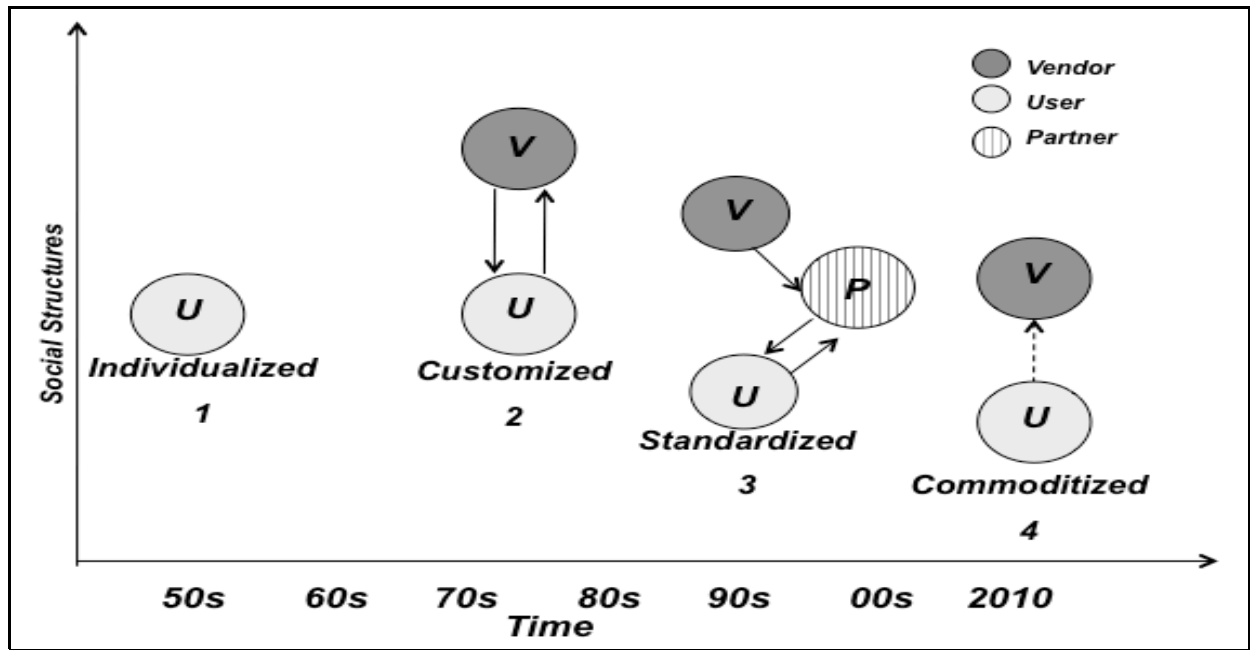 Vendor
User
Partner
V
V
P
V
U
U
U
U
Individualized
1
Customized
2
Standardized
3
Commoditized
4
Social Structures
50s 60s 70s 80s 90s 00s 2010
Time